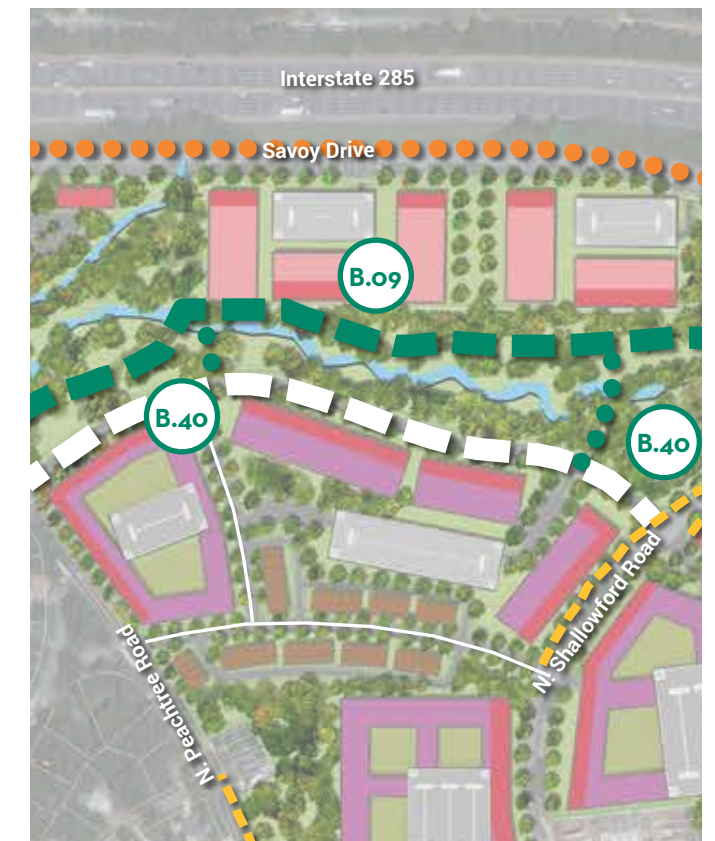 Interstate 285
Savoy Drive
B.09
B.40
B.40
N. Shallowford Road
N. Peachtree Road